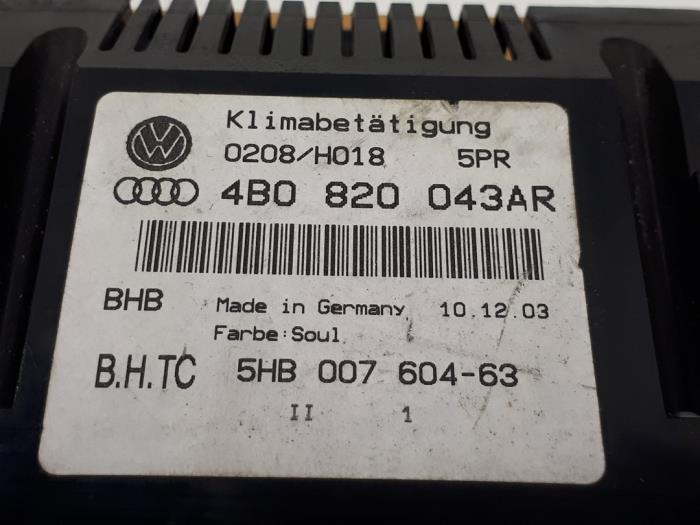 Klimabetätigung
0208/H018 5PR
4B0 820 043AR
BHB Made in Germany 10.12.03
Farbe:Soul
B.H.TC 5HB 007 604-63
II 1